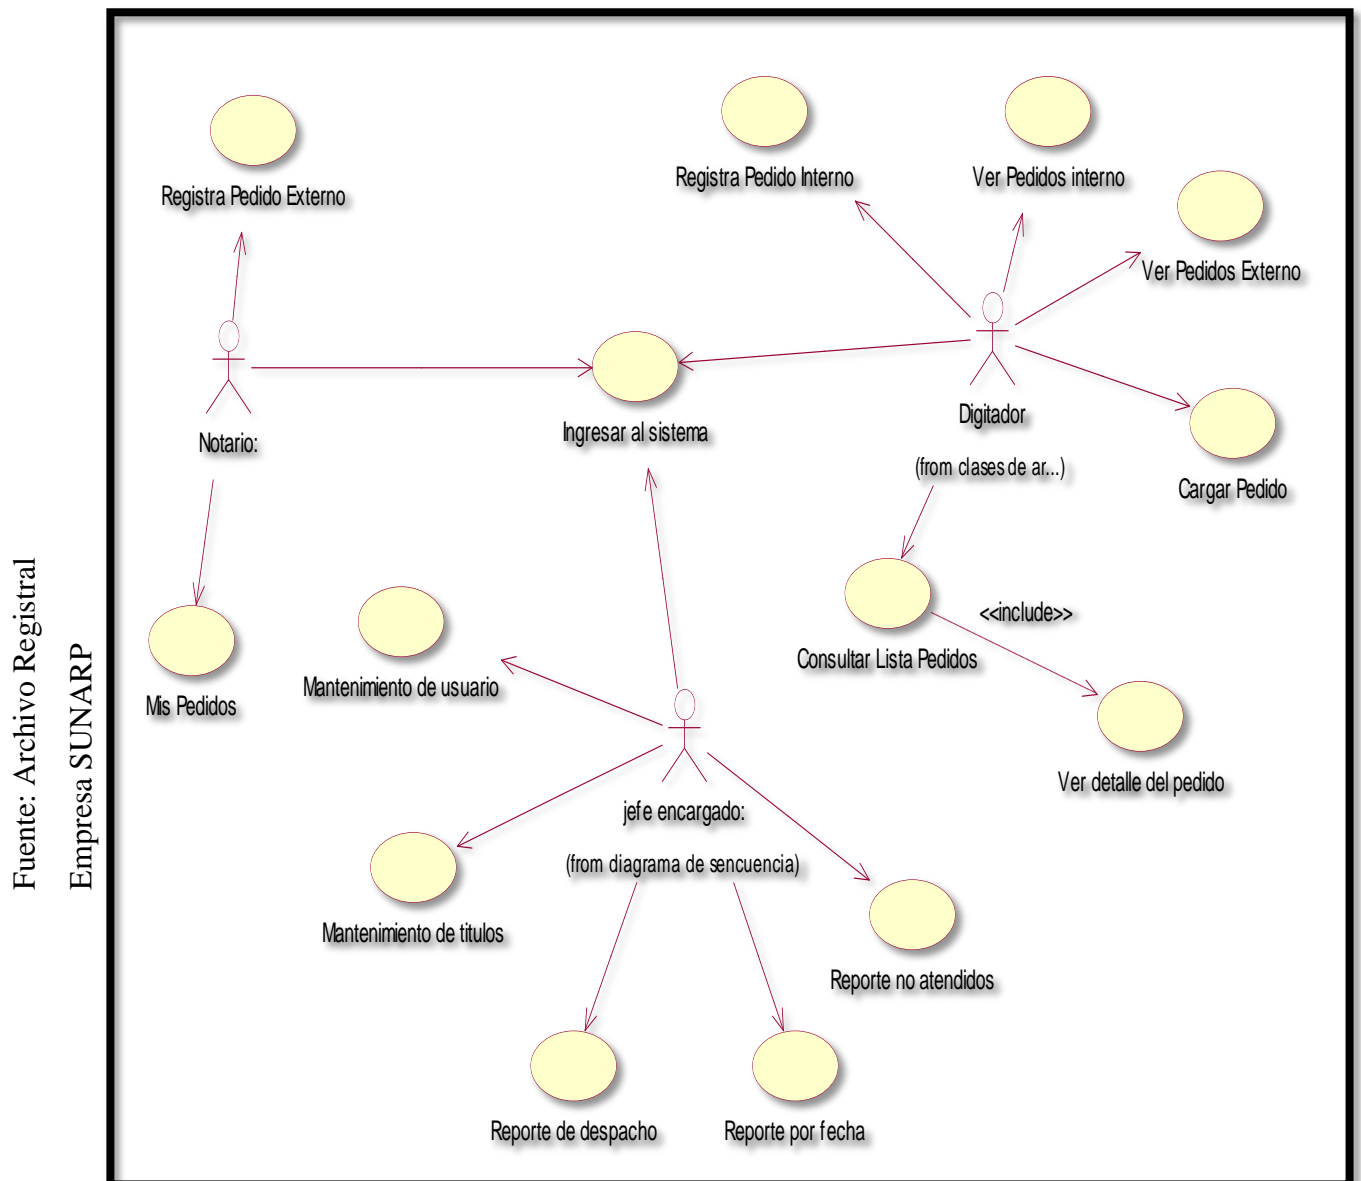 Registra Pedido Externo
Registra Pedido Interno
Ver Pedidos interno
Ver Pedidos Externo
Notario:
Ingresar al sistema
Digitador
(from clases de ar...)
Cargar Pedido
Mis Pedidos
Mantenimiento de usuario
Consultar Lista Pedidos
<<include>>
Ver detalle del pedido
jefe encargado:
(from diagrama de sencuencia)
Mantenimiento de titulos
Reporte no atendidos
Reporte de despacho
Reporte por fecha
Fuente: Archivo Registral
Empresa SUNARP